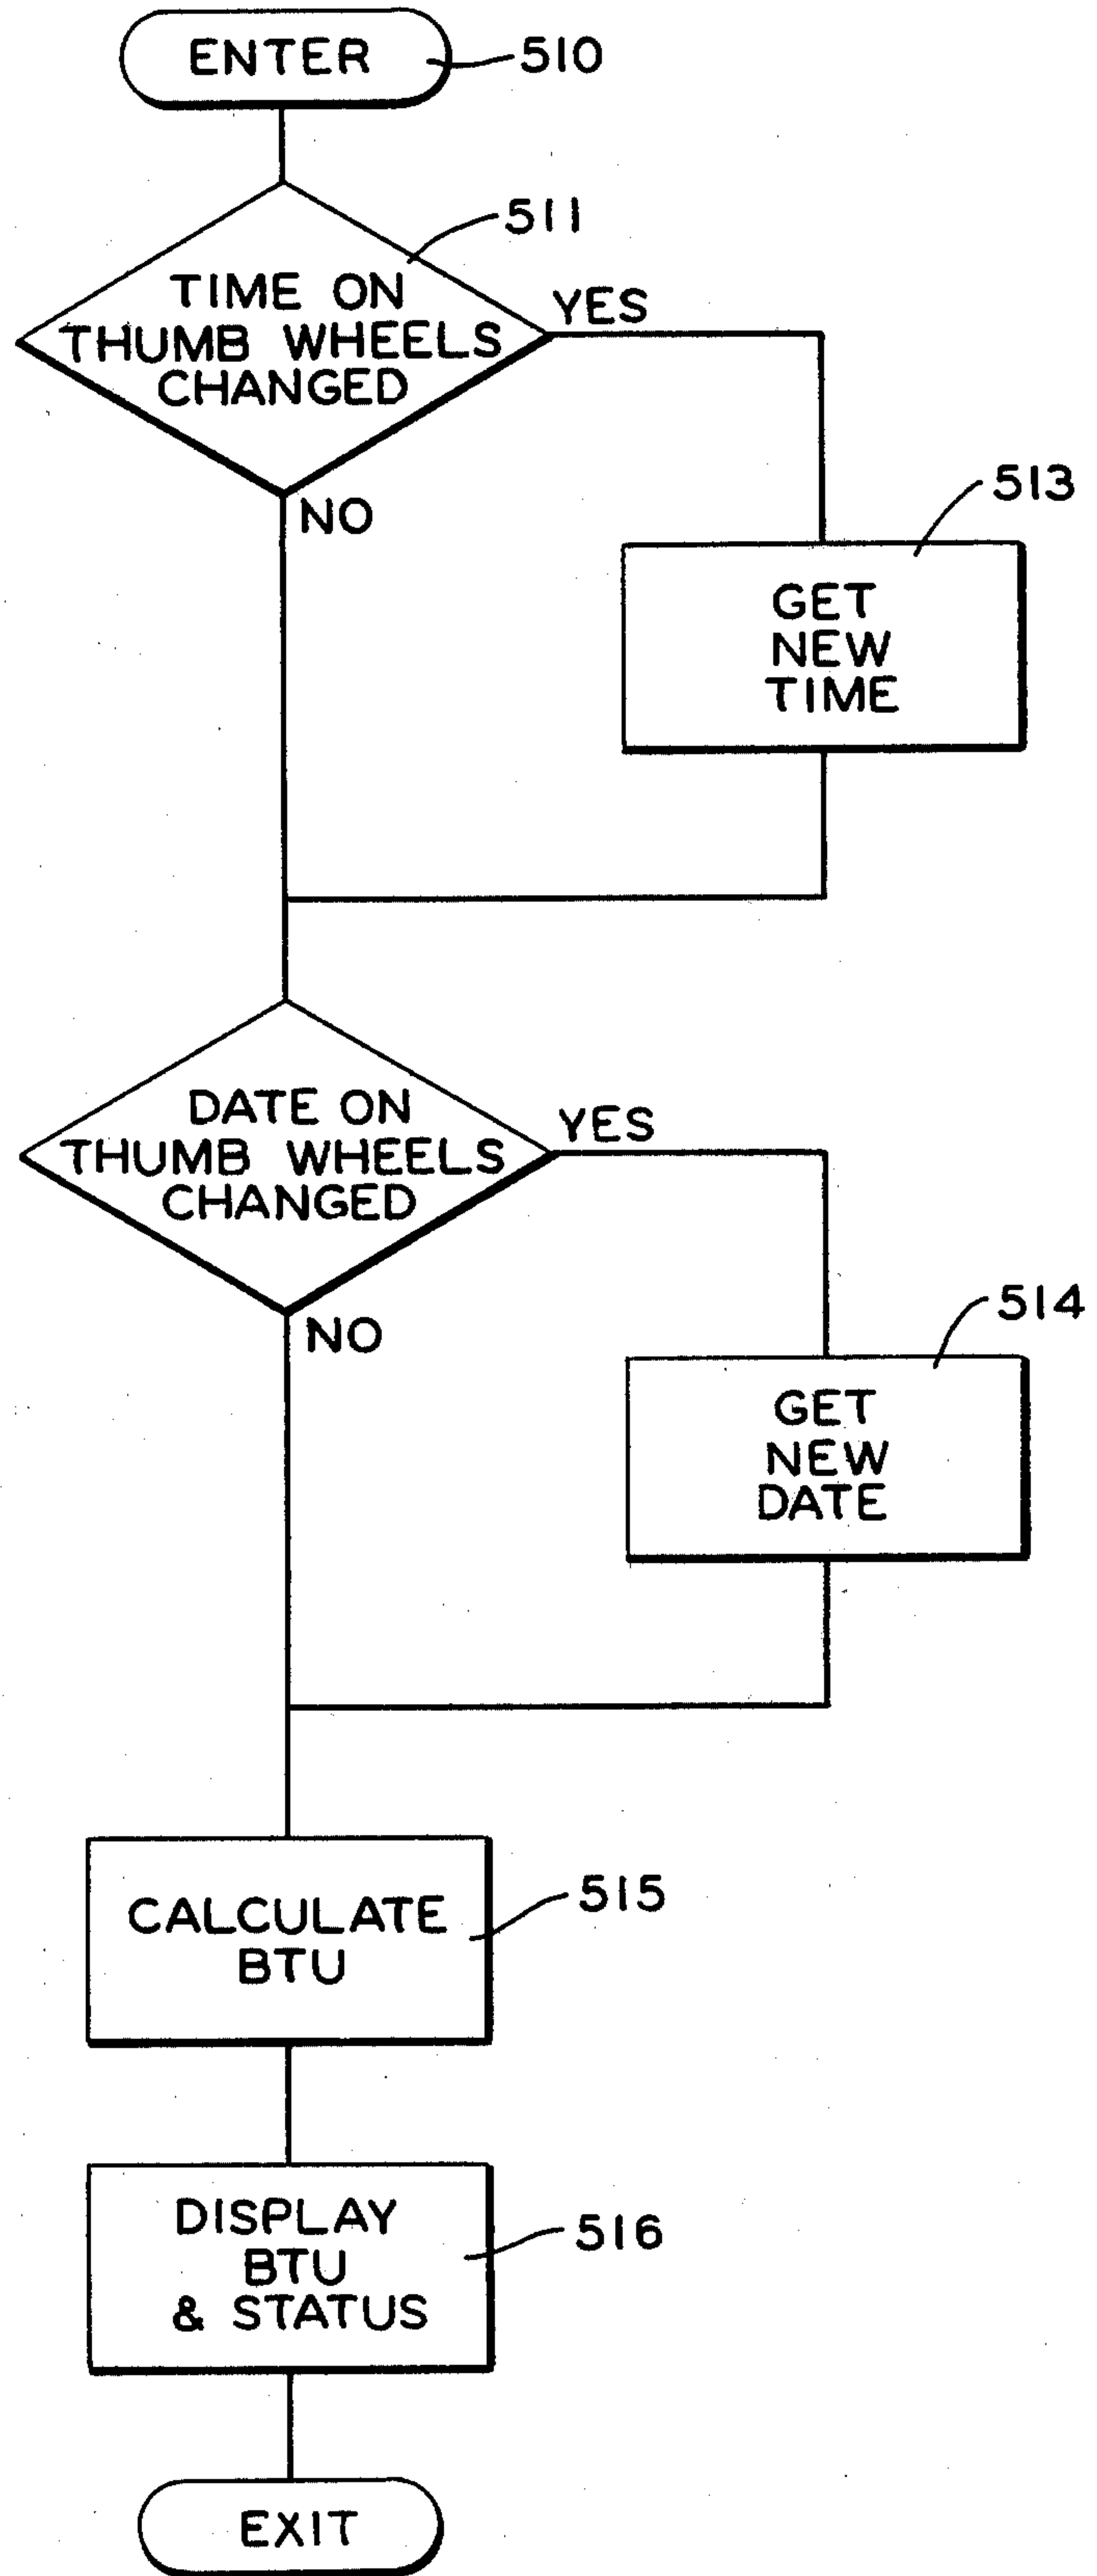 ENTER
510
511
TIME ON
THUMB WHEELS
CHANGED
YES
NO
513
GET
NEW
TIME
DATE ON
THUMB WHEELS
CHANGED
YES
NO
514
GET
NEW
DATE
CALCULATE
BTU
515
DISPLAY
BTU
& STATUS
516
EXIT